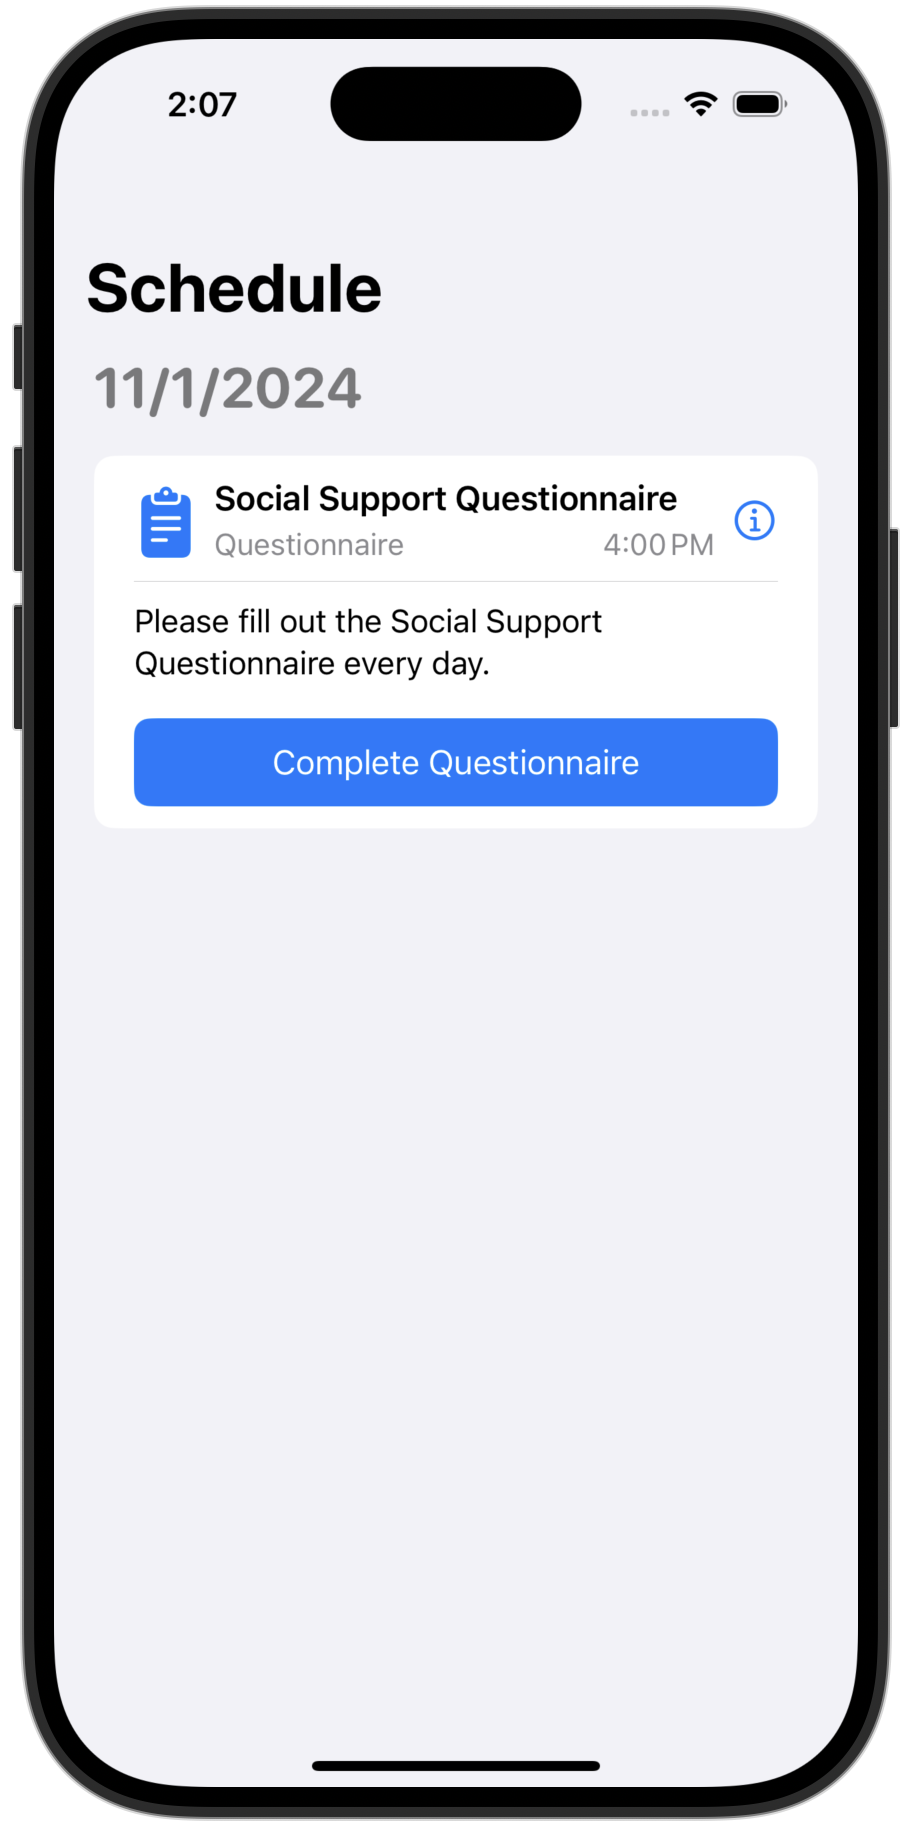 2:07
Schedule
11/1/2024
Social Support Questionnaire
Questionnaire 4:00 PM
Please fill out the Social Support
Questionnaire every day.
Complete Questionnaire